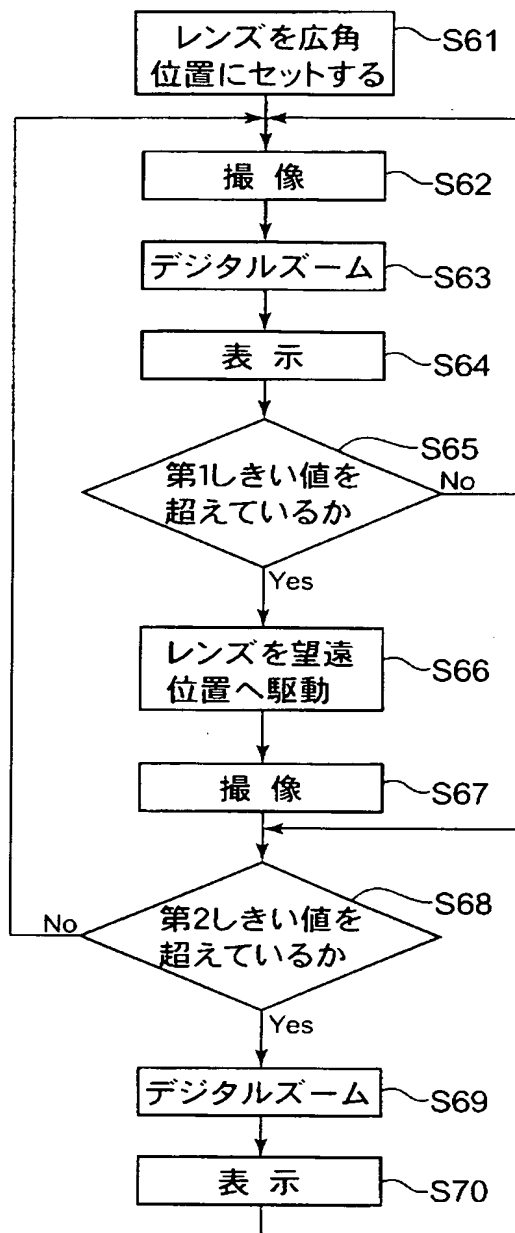 レンズを広角
位置にセットする
S61
撮 像
S62
デジタルズーム
S63
表 示
S64
第1しきい値を
超えているか
S65
No
Yes
レンズを望遠
位置へ駆動
S66
撮 像
S67
第2しきい値を
超えているか
S68
No
Yes
デジタルズーム
S69
表 示
S70